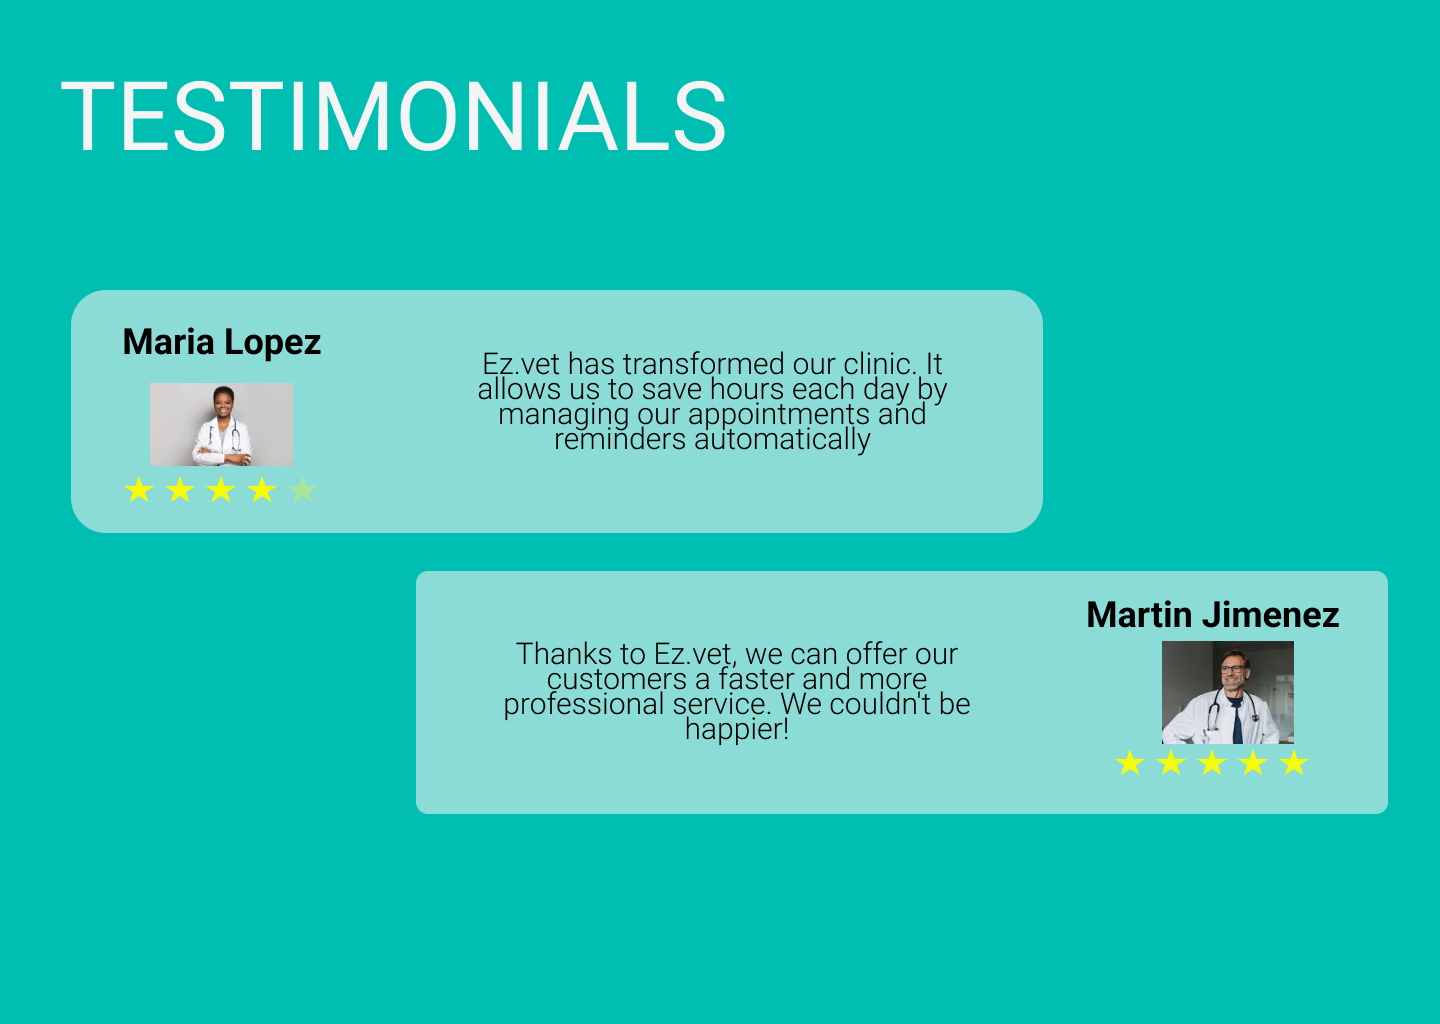 TESTIMONIALS
Maria Lopez
Ez.vet has transformed our clinic. It
allows us to save hours each day by
managing our appointments and
reminders automatically
Martin Jimenez
Thanks to Ez.vet, we can offer our
customers a faster and more
professional service. We couldn't be
happier!